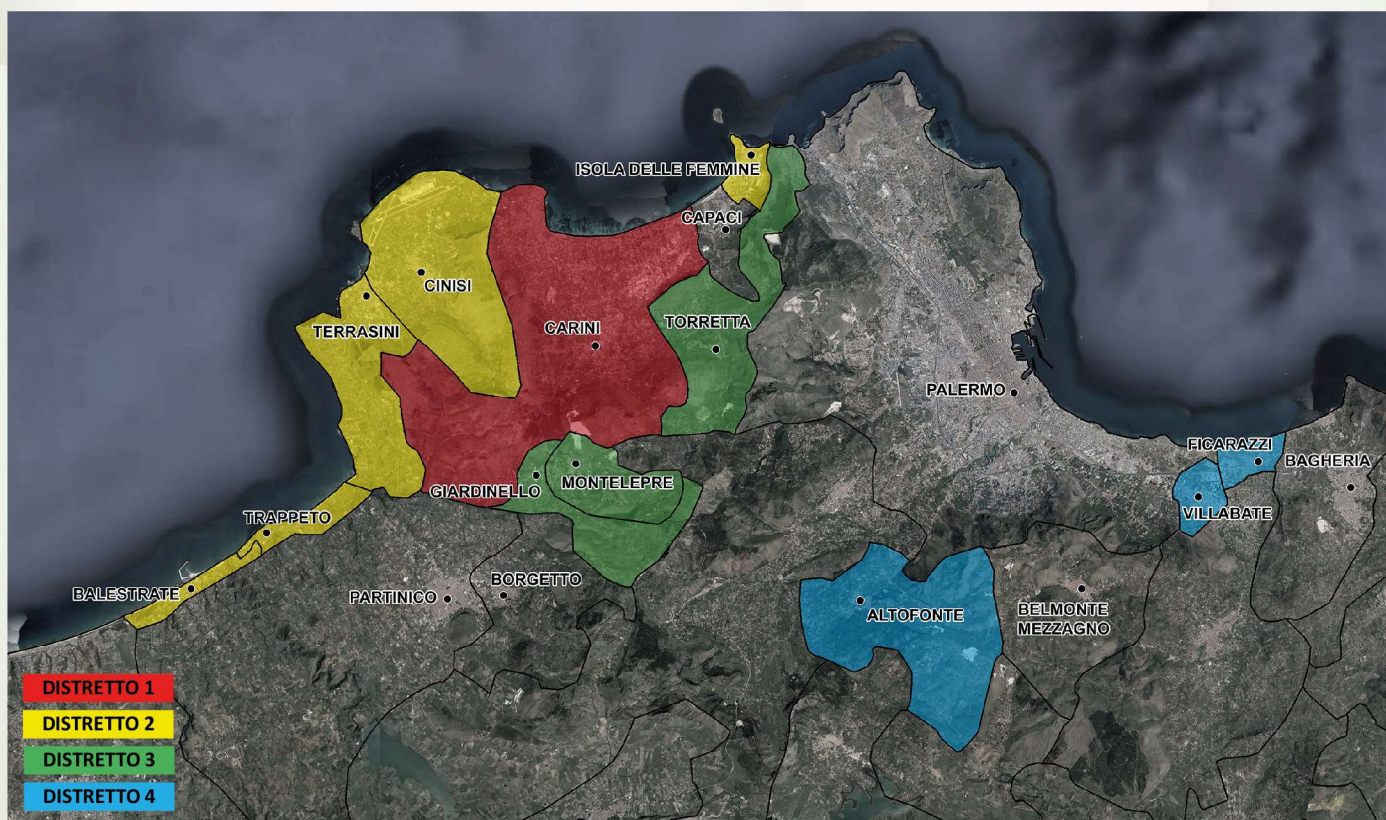 ISOLA DELLE FEMMINE
CAPACI
CINISI
TERRASINI
CARINI
TORRETTA
PALERMO
FICARAZZI
BAGHERIA
GIARDINELLO
MONTELEPRE
VILLABATE
TRAPPETO
BALESTRATE
PARTINICO
BORGETTO
ALTOFONTE
BELMONTE
MEZZAGNO
DISTRETTO 1
DISTRETTO 2
DISTRETTO 3
DISTRETTO 4